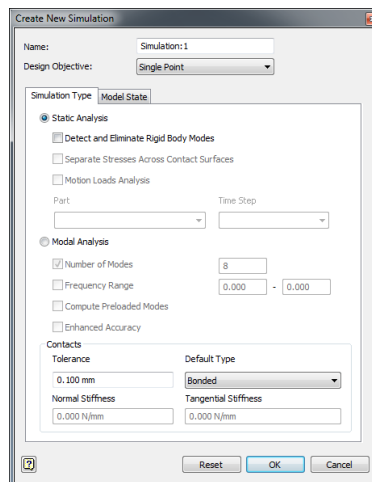 Create New Simulation
Name: Simulation:1
Design Objective: Single Point
Simulation Type Model State
Static Analysis
Detect and Eliminate Rigid Body Modes
Separate Stresses Across Contact Surfaces
Motion Loads Analysis
Part Time Step
Modal Analysis
Number of Modes 8
Frequency Range 0.000 - 0.000
Compute Preloaded Modes
Enhanced Accuracy
Contacts
Tolerance Default Type
0.100 mm Bonded
Normal Stiffness Tangential Stiffness
0.000 N/mm 0.000 N/mm
? Reset OK Cancel